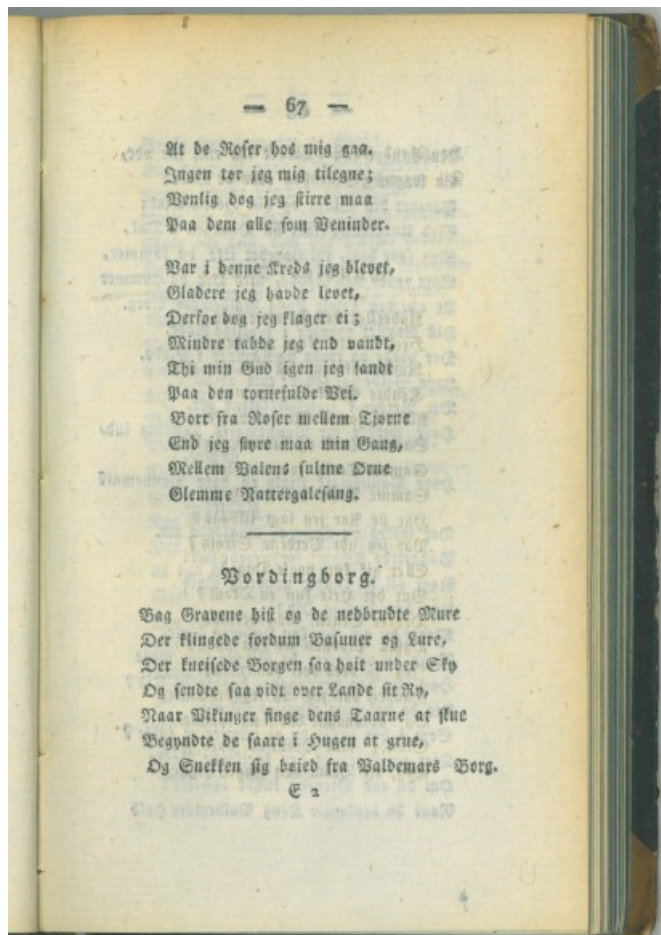 — 67 —
At de Roser hos mig gaa.
Ingen tør jeg mig tilegne;
Venlig dog jeg stirre maa
Paa dem alle som Veninder.
Var i denne Kreds jeg blevet,
Gladere jeg havde levet,
Derfor dog jeg klager ei;
Mindre tabde jeg end vandt,
Thi min Gud igen jeg fandt
Paa den tornefulde Vei.
Bort fra Roser mellem Tjørne
End jeg styre maa min Gang,
Mellem Valens sultne Ørne
Glemme Nattergalesang.
Vordingborg.
Bag Gravene hist og de nedbrudte Mure
Der klingede fordum Basuner og Lure,
Der kneisede Borgen saa høit under Sky
Og sendte saa vidt over Lande sit Ry,
Naar Vikinger finge dens Taarne at skue
Begyndte de saare i Hugen at grue,
Og Snekken sig bøied fra Valdemars Borg.
E 2